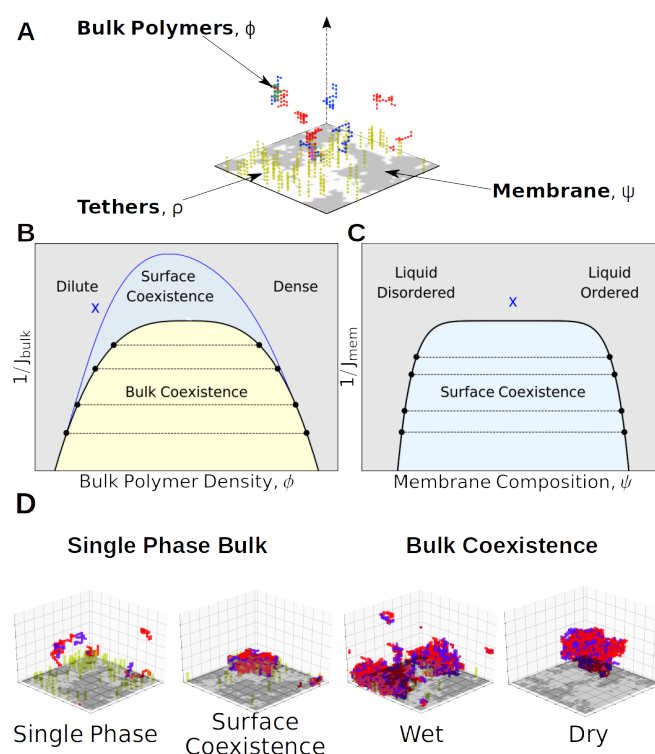 A
Bulk Polymers, ϕ
Tethers, ρ
Membrane, ψ
B
Dilute
Surface
Coexistence
Dense
x
Bulk Coexistence
1/J_bulk
Bulk Polymer Density, ϕ
C
Liquid
Disordered
Liquid
Ordered
x
Surface Coexistence
1/J_mem
Membrane Composition, ψ
D
Single Phase Bulk
Bulk Coexistence
Single Phase
Surface
Coexistence
Wet
Dry